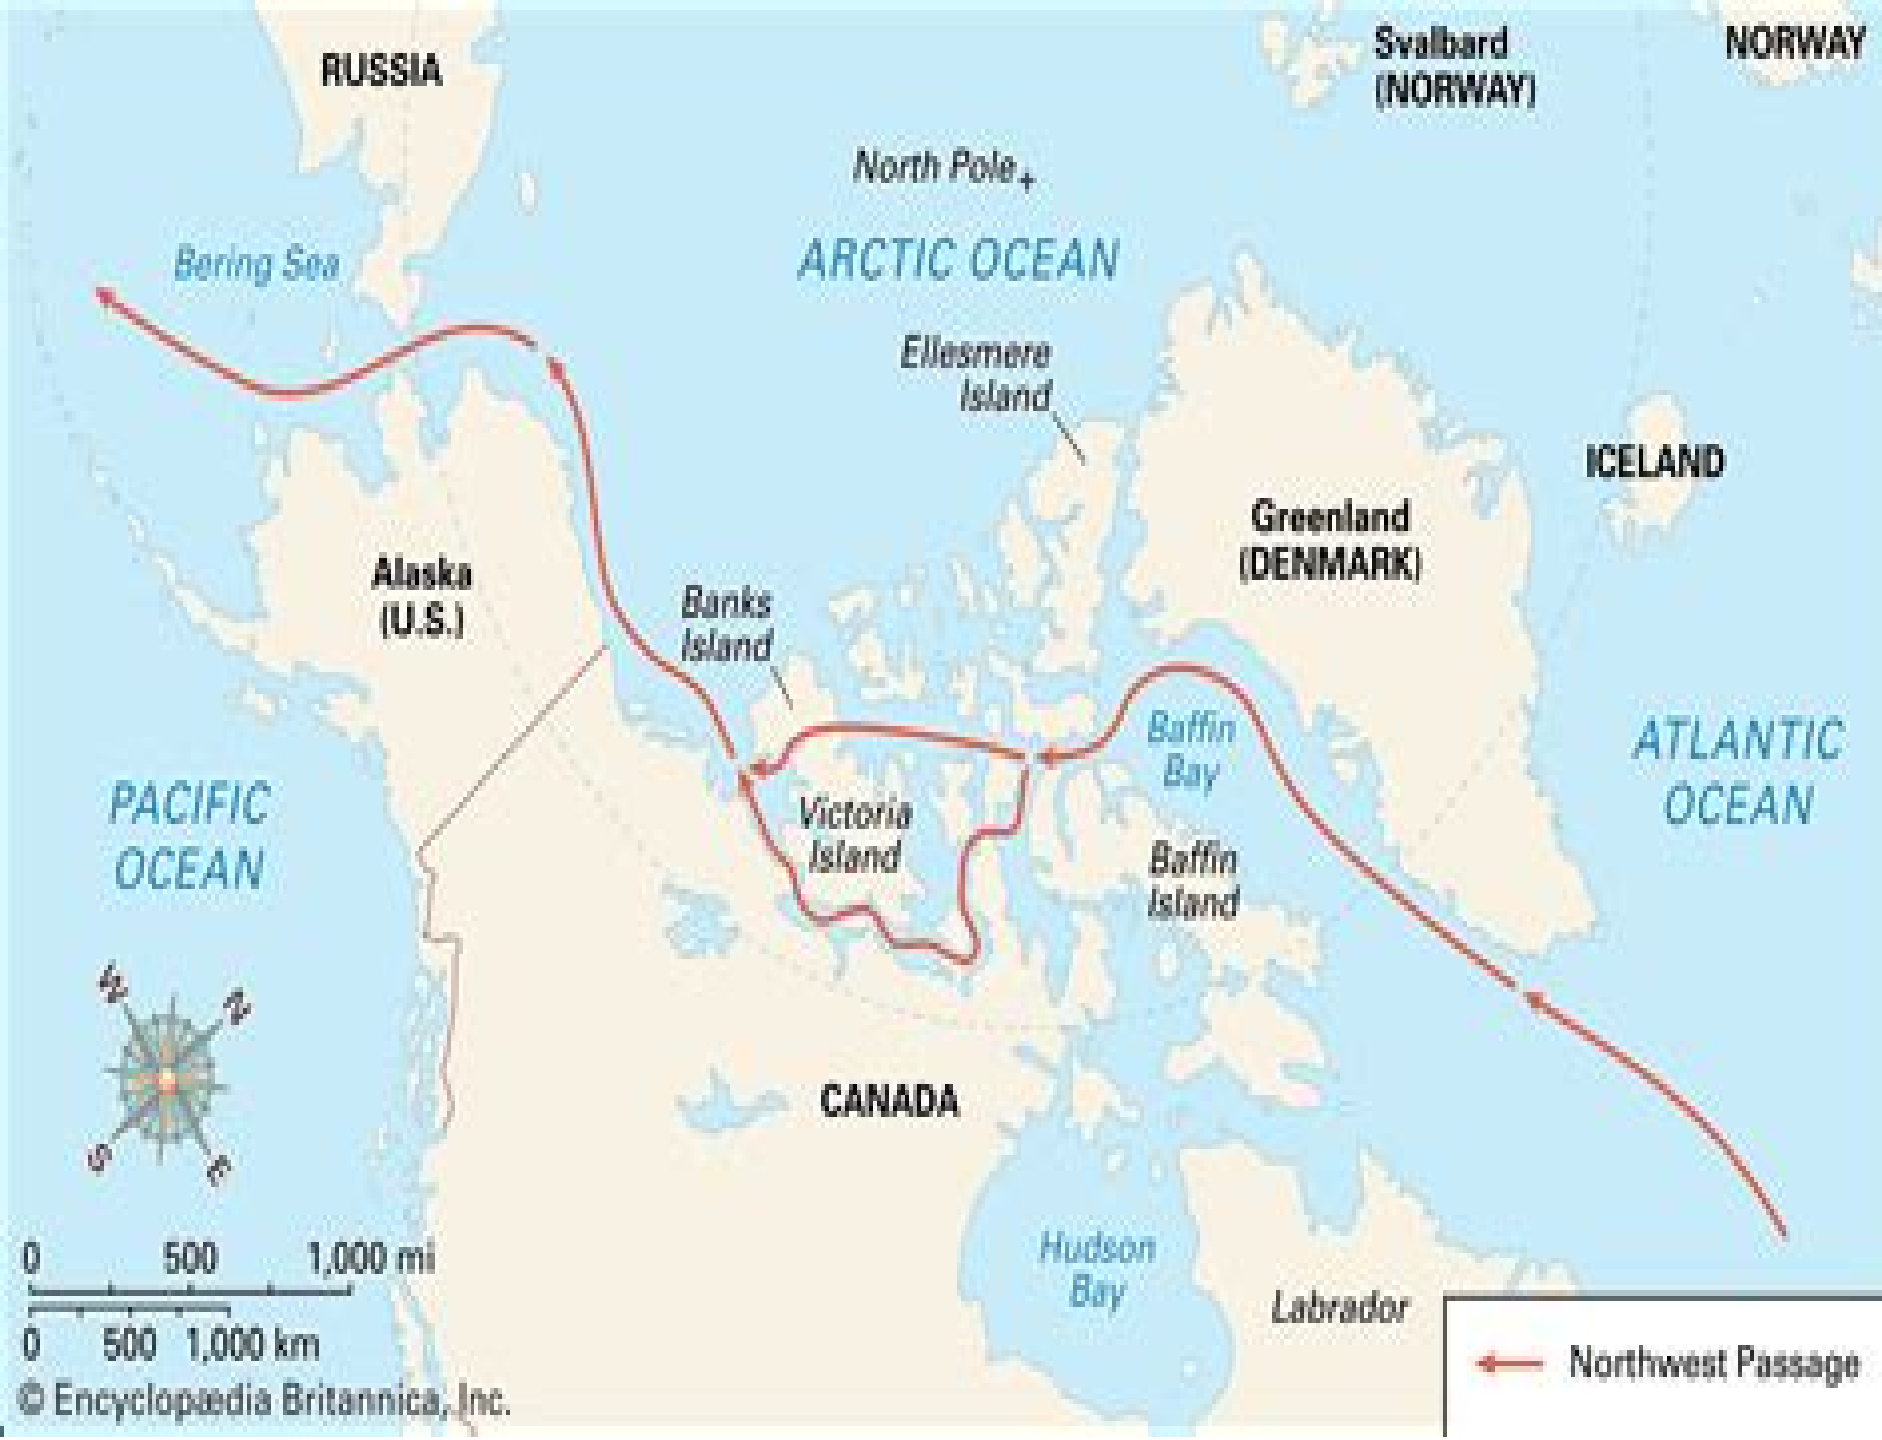 RUSSIA
Svalbard
(NORWAY)
NORWAY
North Pole
ARCTIC OCEAN
Bering Sea
Ellesmere
Island
ICELAND
Greenland
(DENMARK)
Alaska
(U.S.)
Banks
Island
Baffin
Bay
ATLANTIC
OCEAN
PACIFIC
OCEAN
Victoria
Island
Baffin
Island
W
N
S
E
CANADA
Hudson
Bay
Labrador
0 500 1,000 mi
0 500 1,000 km
Northwest Passage
© Encyclopædia Britannica, Inc.